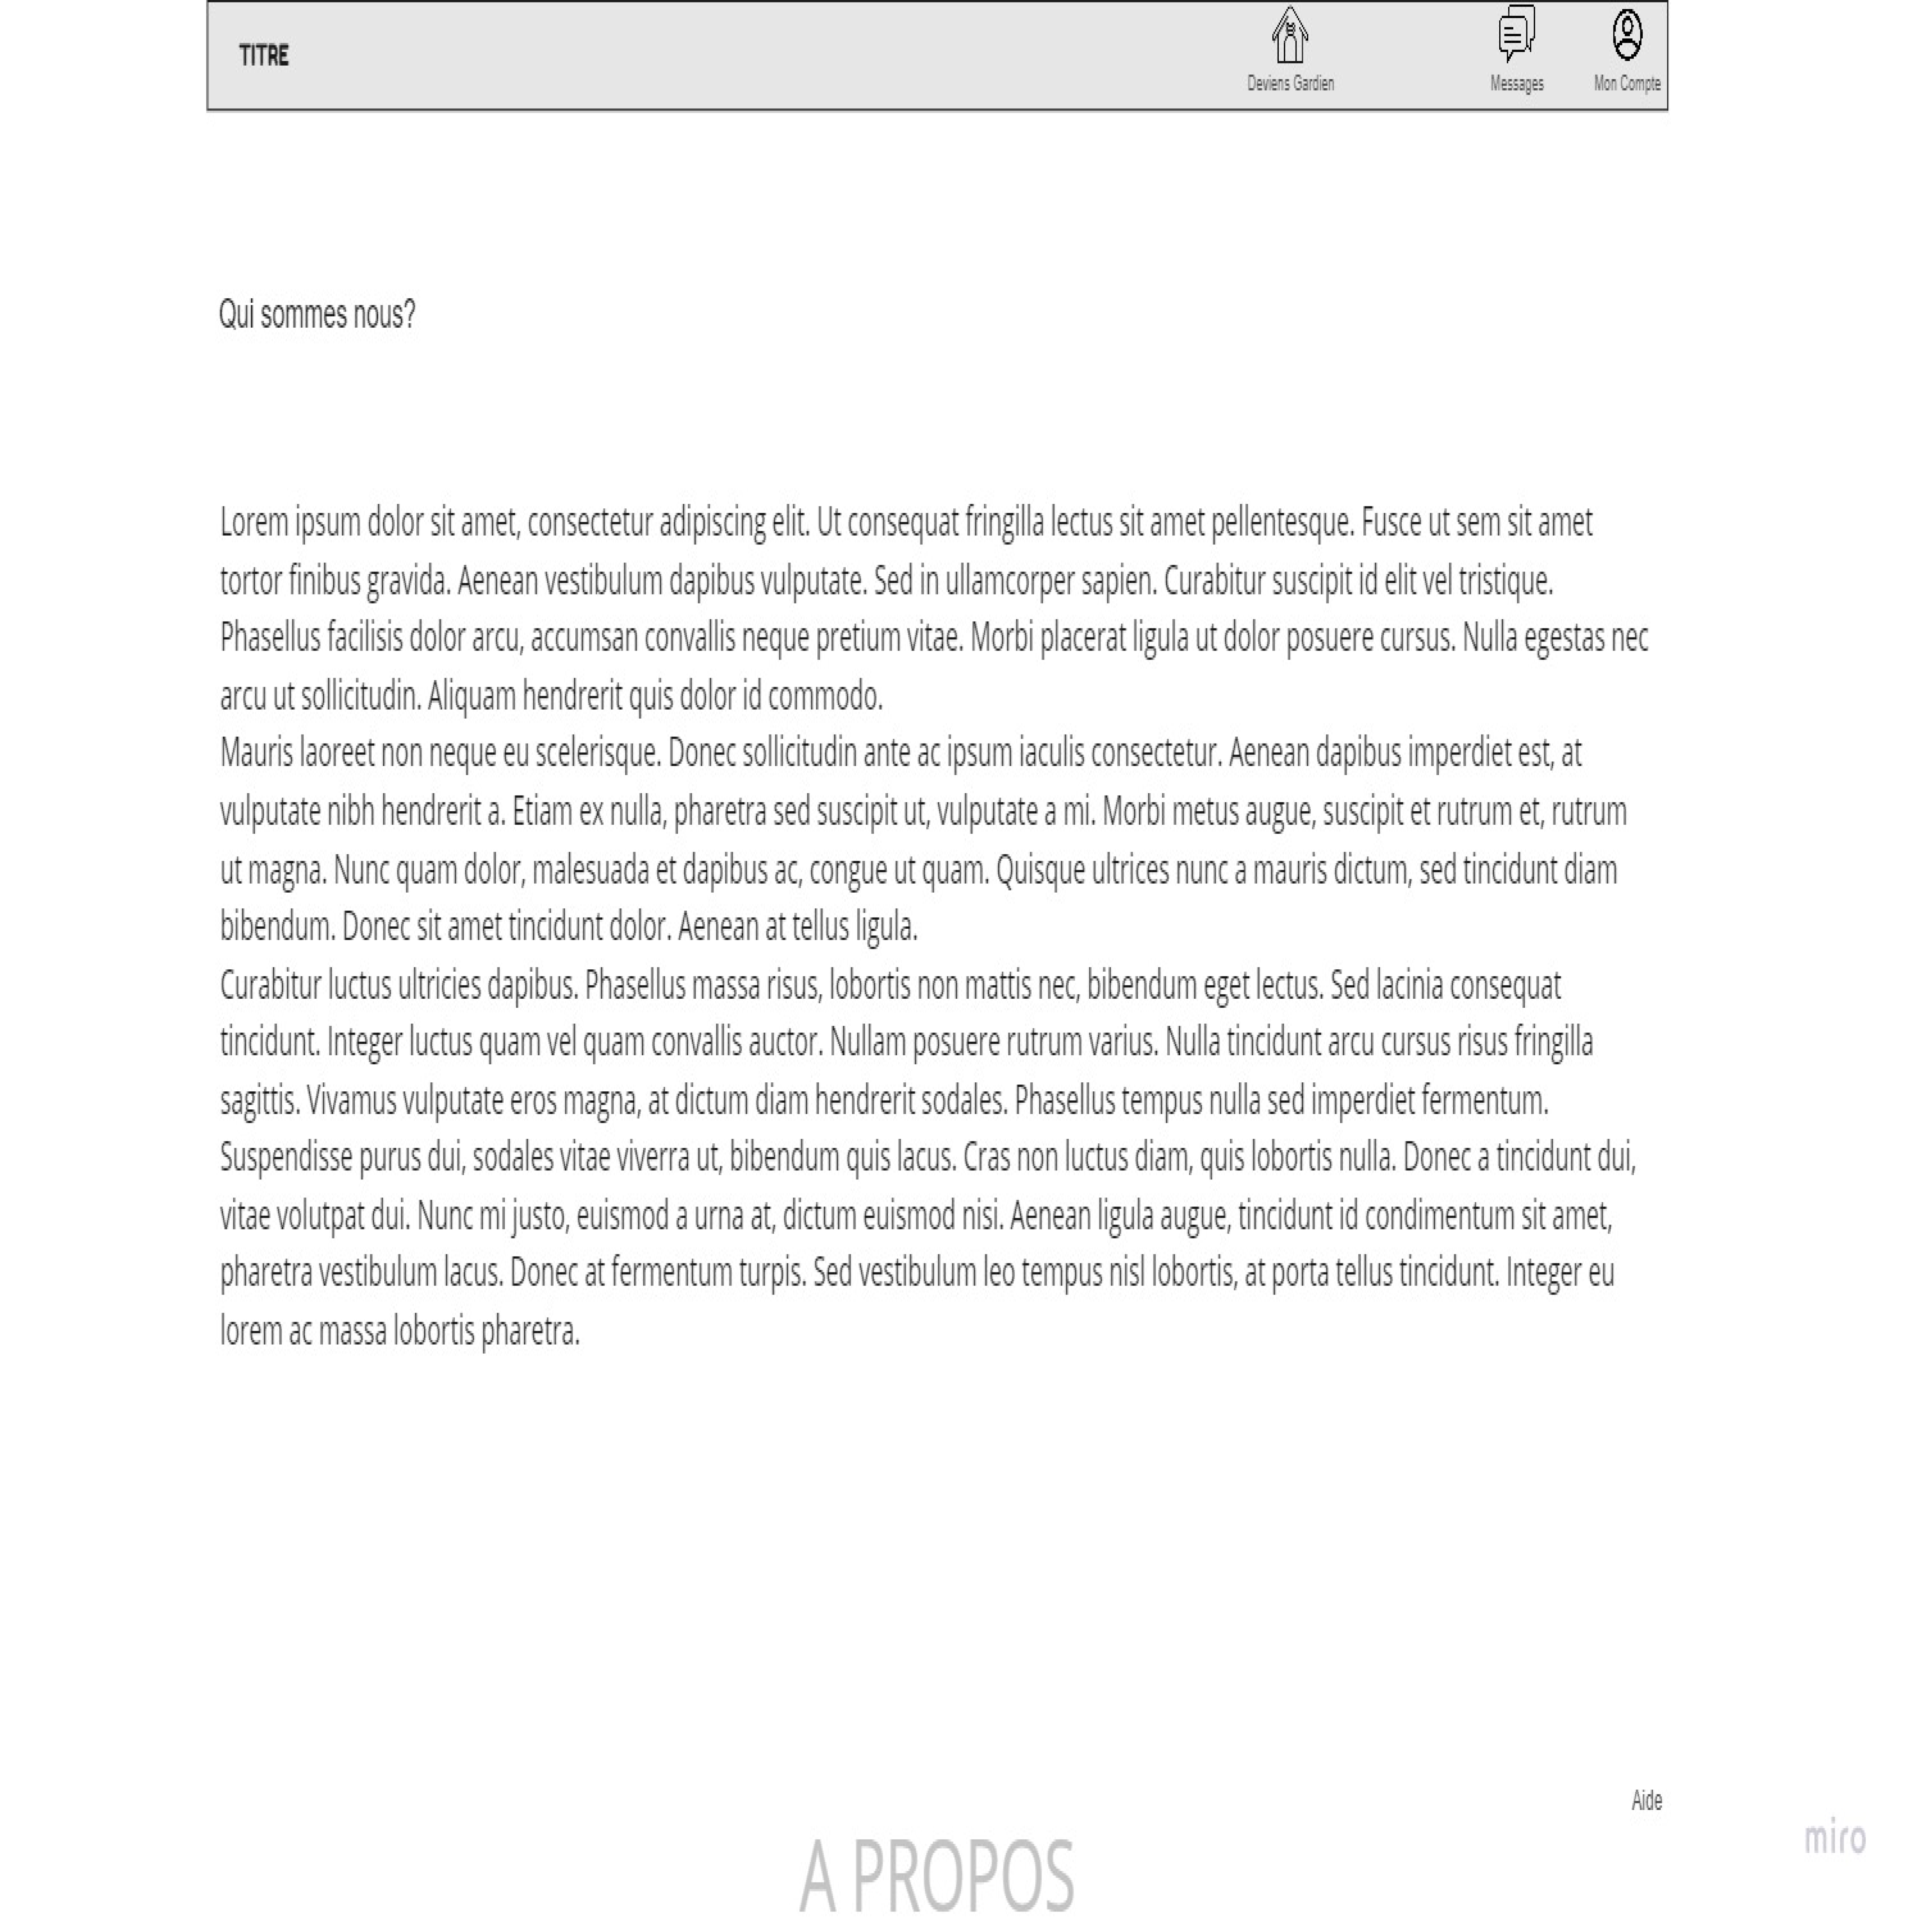 TITRE
Deviens Gardien
Messages
Mon Compte
Qui sommes nous?
Lorem ipsum dolor sit amet, consectetur adipiscing elit. Ut consequat fringilla lectus sit amet pellentesque. Fusce ut sem sit amet
tortor finibus gravida. Aenean vestibulum dapibus vulputate. Sed in ullamcorper sapien. Curabitur suscipit id elit vel tristique.
Phasellus facilisis dolor arcu, accumsan convallis neque pretium vitae. Morbi placerat ligula ut dolor posuere cursus. Nulla egestas nec
arcu ut sollicitudin. Aliquam hendrerit quis dolor id commodo.
Mauris laoreet non neque eu scelerisque. Donec sollicitudin ante ac ipsum iaculis consectetur. Aenean dapibus imperdiet est, at
vulputate nibh hendrerit a. Etiam ex nulla, pharetra sed suscipit ut, vulputate a mi. Morbi metus augue, suscipit et rutrum et, rutrum
ut magna. Nunc quam dolor, malesuada et dapibus ac, congue ut quam. Quisque ultrices nunc a mauris dictum, sed tincidunt diam
bibendum. Donec sit amet tincidunt dolor. Aenean at tellus ligula.
Curabitur luctus ultricies dapibus. Phasellus massa risus, lobortis non mattis nec, bibendum eget lectus. Sed lacinia consequat
tincidunt. Integer luctus quam vel quam convallis auctor. Nullam posuere rutrum varius. Nulla tincidunt arcu cursus risus fringilla
sagittis. Vivamus vulputate eros magna, at dictum diam hendrerit sodales. Phasellus tempus nulla sed imperdiet fermentum.
Suspendisse purus dui, sodales vitae viverra ut, bibendum quis lacus. Cras non luctus diam, quis lobortis nulla. Donec a tincidunt dui,
vitae volutpat dui. Nunc mi justo, euismod a urna at, dictum euismod nisi. Aenean ligula augue, tincidunt id condimentum sit amet,
pharetra vestibulum lacus. Donec at fermentum turpis. Sed vestibulum leo tempus nisl lobortis, at porta tellus tincidunt. Integer eu
lorem ac massa lobortis pharetra.
Aide
miro
A PROPOS